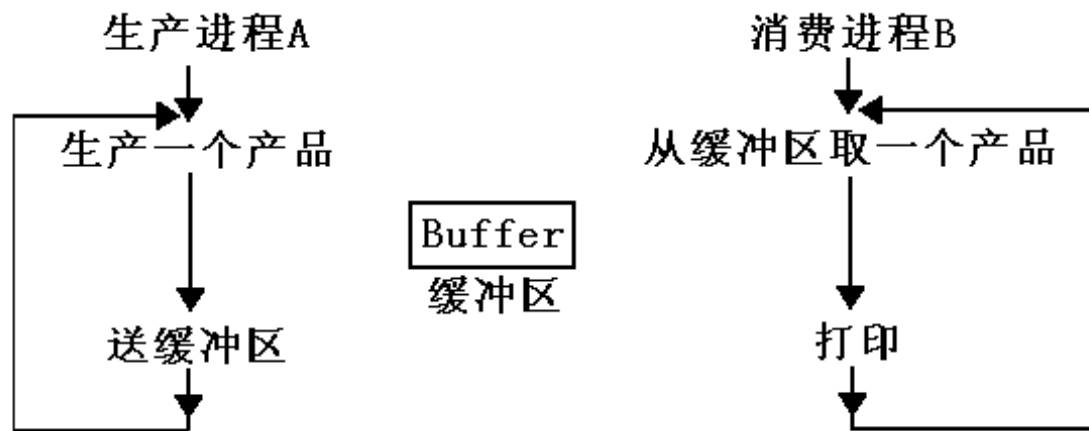 生产进程A
生产一个产品
送缓冲区
Buffer
缓冲区
消费进程B
从缓冲区取一个产品
打印